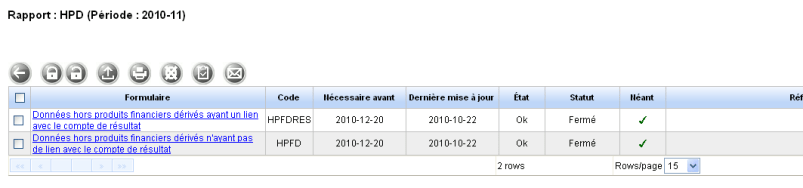 Rapport : HPD (Période : 2010-11)
Formulaire Code Nécessaire avant Dernière mise à jour État Statut Néant Réf
Données hors produits financiers dérivés ayant un lien
avec le compte de résultat HPFDRES 2010-12-20 2010-10-22 Ok Fermé
Données hors produits financiers dérivés n'ayant pas
de lien avec le compte de résultat HPFD 2010-12-20 2010-10-22 Ok Fermé
2 rows Rows/page 15